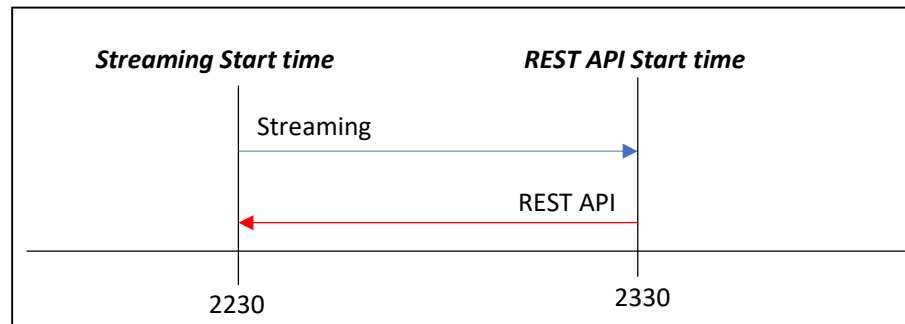 Streaming Start time
REST API Start time
Streaming
REST API
2230
2330